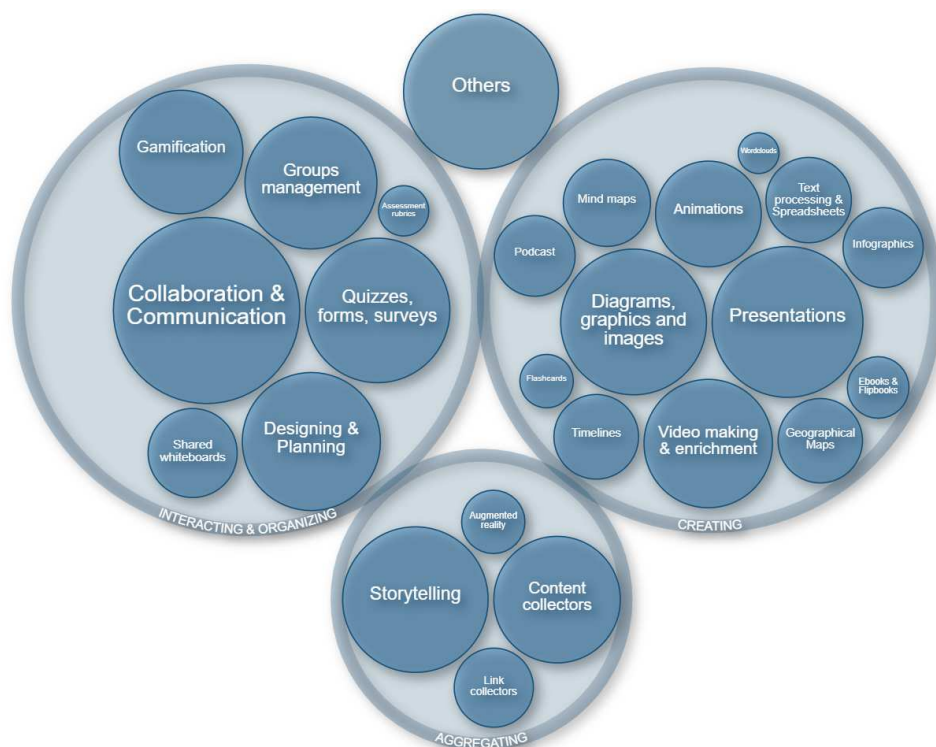 Others
Gamification
Groups
management
Assessment
rubrics
Collaboration &
Communication
Quizzes,
forms, surveys
Shared
whiteboards
Designing &
Planning
INTERACTING & ORGANIZING
Wordclouds
Mind maps
Animations
Text
processing &
Spreadsheets
Podcast
Infographics
Diagrams,
graphics and
images
Presentations
Flashcards
Ebooks &
Flipbooks
Timelines
Video making
& enrichment
Geographical
Maps
CREATING
Augmented
reality
Storytelling
Content
collectors
Link
collectors
AGGREGATING